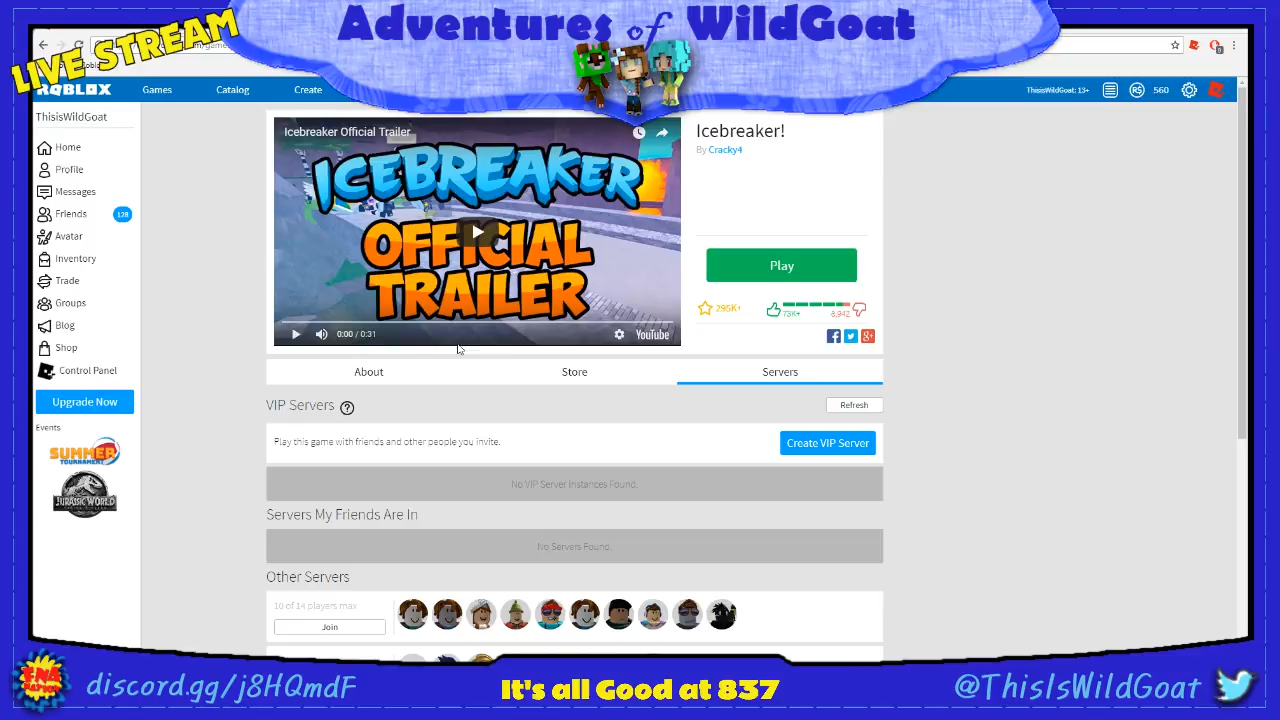 LIVE STREAM
Adventures of WildGoat
ROBLOX
Games
Catalog
Create
ThisisWildGoat: 13+
560
ThisisWildGoat
Home
Profile
Messages
Friends
128
Avatar
Inventory
Trade
Groups
Blog
Shop
Control Panel
Upgrade Now
Events
SUMMER
TOURNAMENT
JURASSIC WORLD
Icebreaker Official Trailer
ICEBREAKER
OFFICIAL
TRAILER
0:00 / 0:31
YouTube
Icebreaker!
By Cracky4
Play
295K+
73K+
8,942
About
Store
Servers
VIP Servers
Refresh
Play this game with friends and other people you invite.
Create VIP Server
No VIP Server Instances Found.
Servers My Friends Are In
No Servers Found.
Other Servers
10 of 14 players max
Join
discord.gg/j8HQmdF
It's all Good at 837
@ThisIsWildGoat